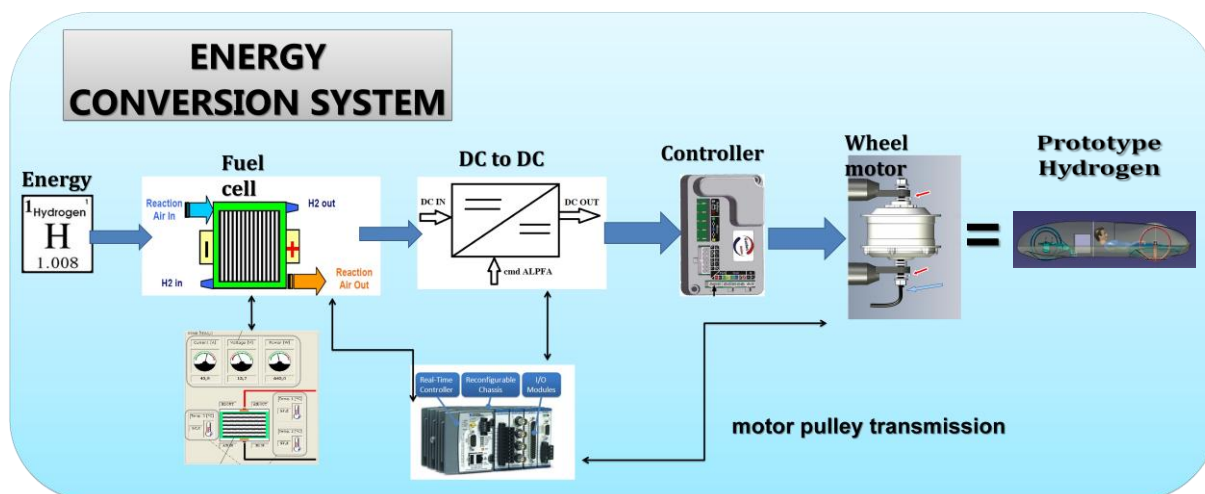 ENERGY
CONVERSION SYSTEM
Energy
1 Hydrogen 1
H
1.008
Fuel
cell
Reaction
Air In
H2 out
I
+
H2 in
Reaction
Air Out
DC to DC
DC IN
DC OUT
cmd ALPFA
Controller
Wheel
motor
=
Prototype
Hydrogen
Real-Time
Controller
Reconfigurable
Chassis
I/O
Modules
motor pulley transmission